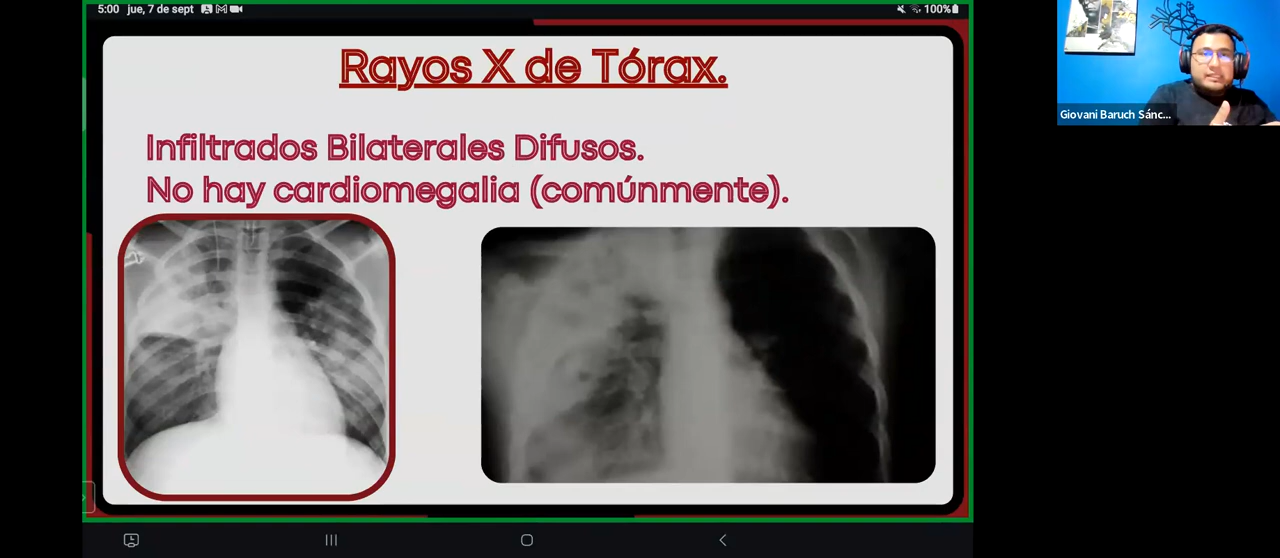 5:00 jue, 7 de sept
100%
Rayos X de Tórax.
Infiltrados Bilaterales Difusos.
No hay cardiomegalia (comúnmente).
Giovani Baruch Sánc...